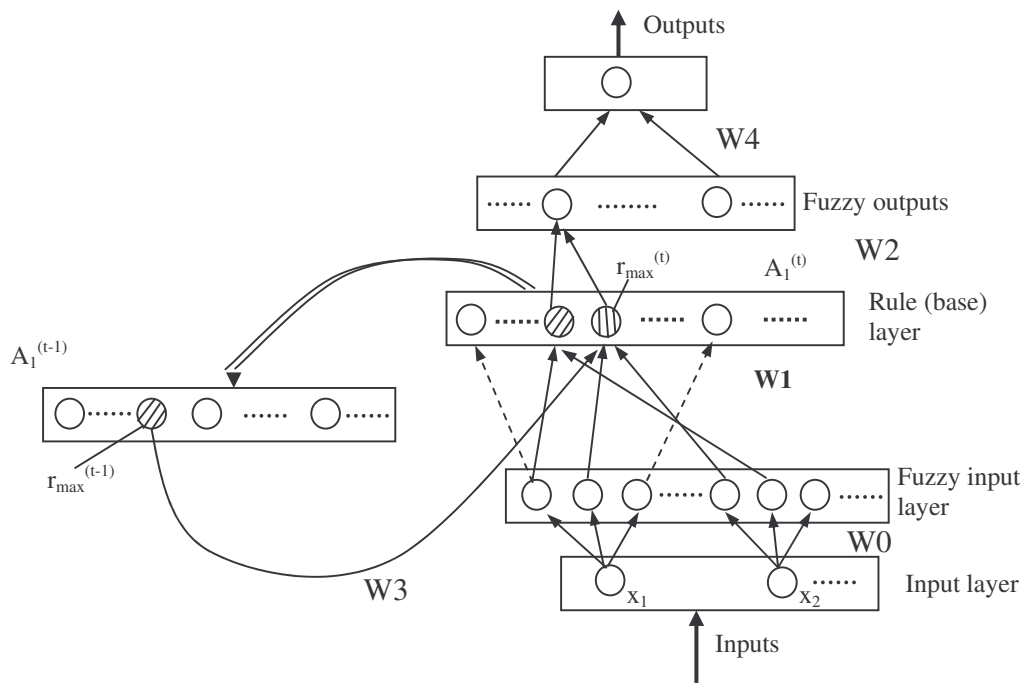 Outputs
W4
Fuzzy outputs
W2
r_max^(t)
A_1^(t)
Rule (base)
layer
A_1^(t-1)
W1
r_max^(t-1)
Fuzzy input
layer
W0
W3
Input layer
x_1
x_2
Inputs